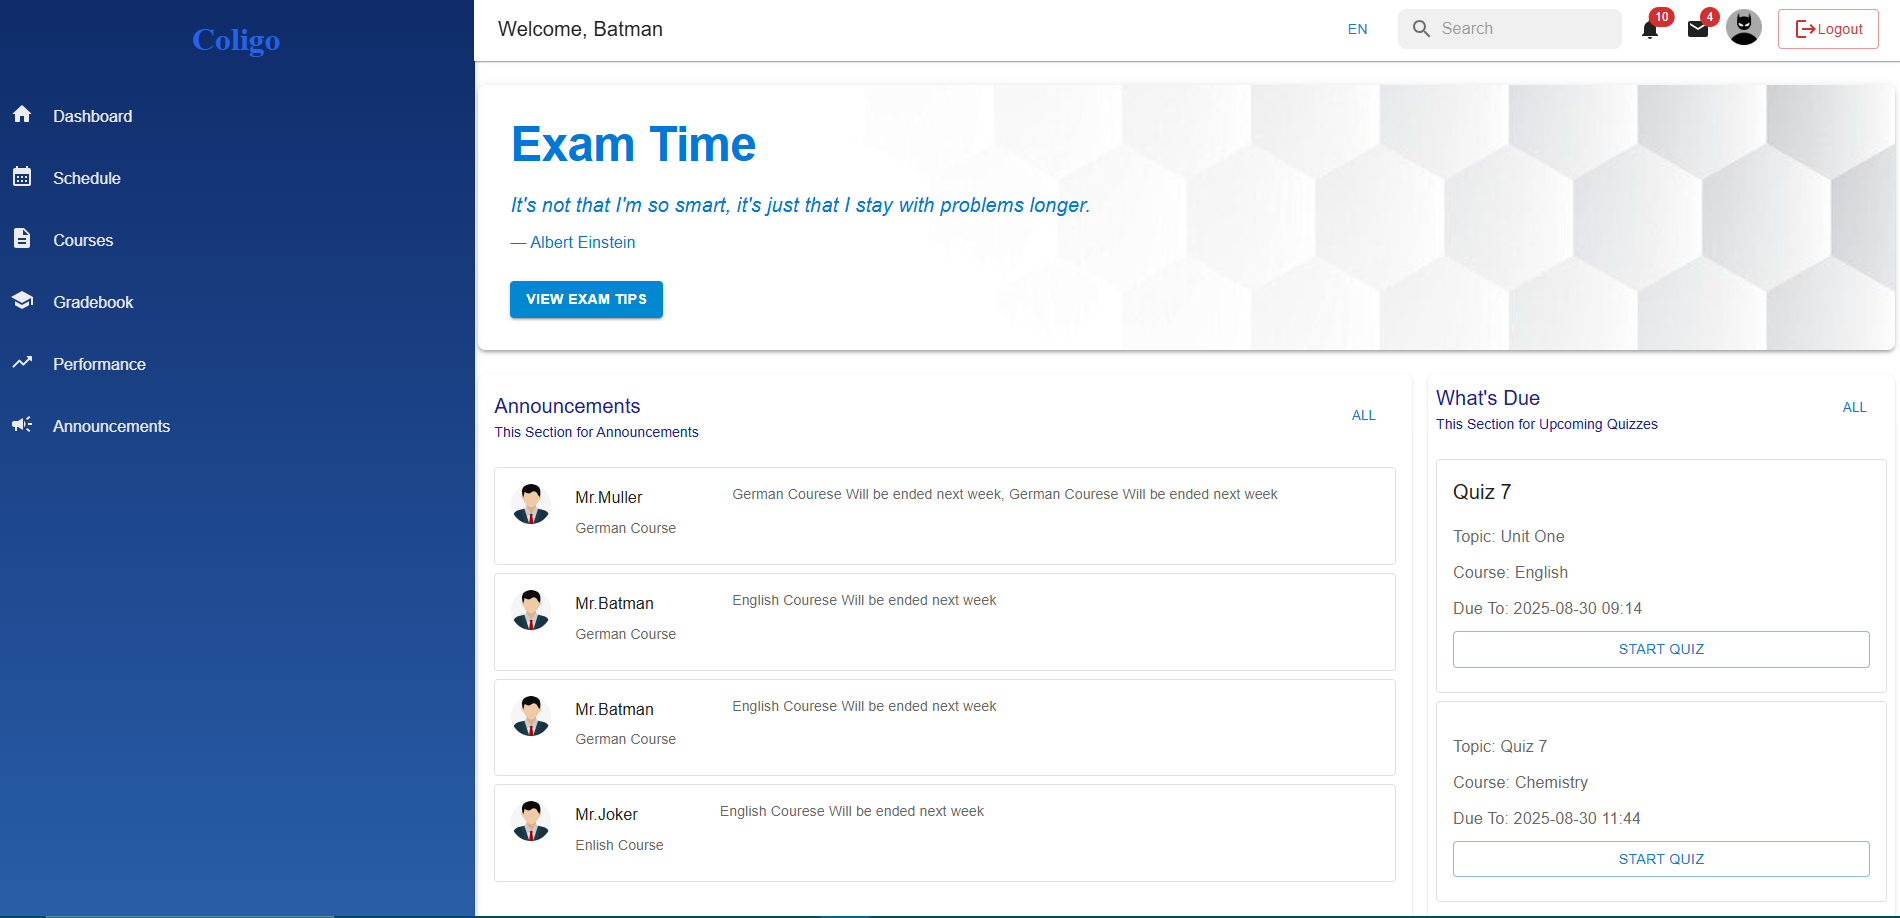 Coligo
Dashboard
Schedule
Courses
Gradebook
Performance
Announcements
Welcome, Batman
EN
Search
10
4
Logout
Exam Time
It's not that I'm so smart, it's just that I stay with problems longer.
— Albert Einstein
VIEW EXAM TIPS
Announcements
This Section for Announcements
ALL
Mr.Muller
German Course
German Courese Will be ended next week, German Courese Will be ended next week
Mr.Batman
German Course
English Courese Will be ended next week
Mr.Batman
German Course
English Courese Will be ended next week
Mr.Joker
Enlish Course
English Courese Will be ended next week
What's Due
This Section for Upcoming Quizzes
ALL
Quiz 7
Topic: Unit One
Course: English
Due To: 2025-08-30 09:14
START QUIZ
Topic: Quiz 7
Course: Chemistry
Due To: 2025-08-30 11:44
START QUIZ